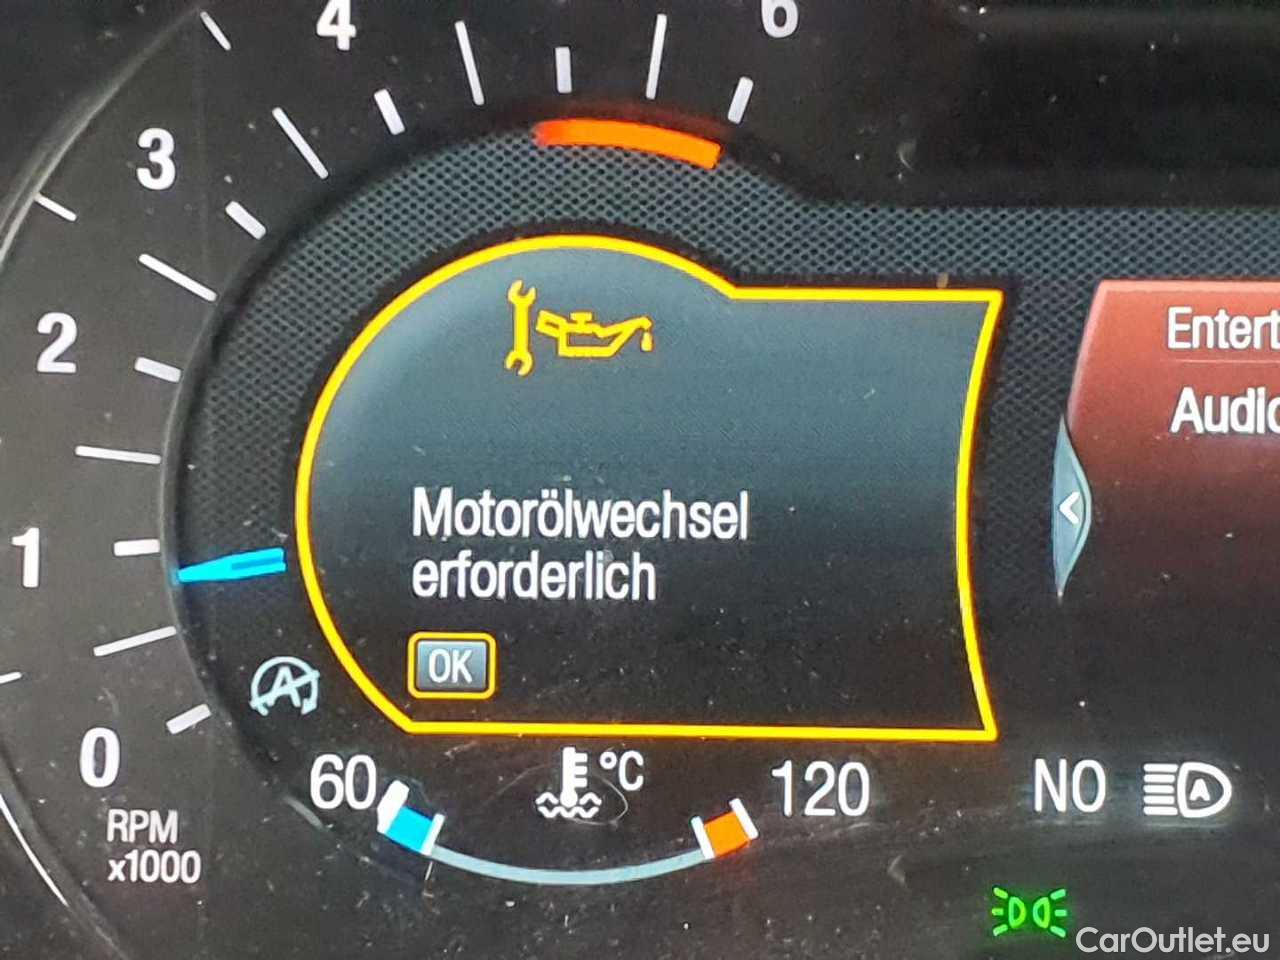 4
6
3
2
1
0
RPM
x1000
Motorölwechsel
erforderlich
OK
Entert
Audio
60
°C
120
NO
CarOutlet.eu